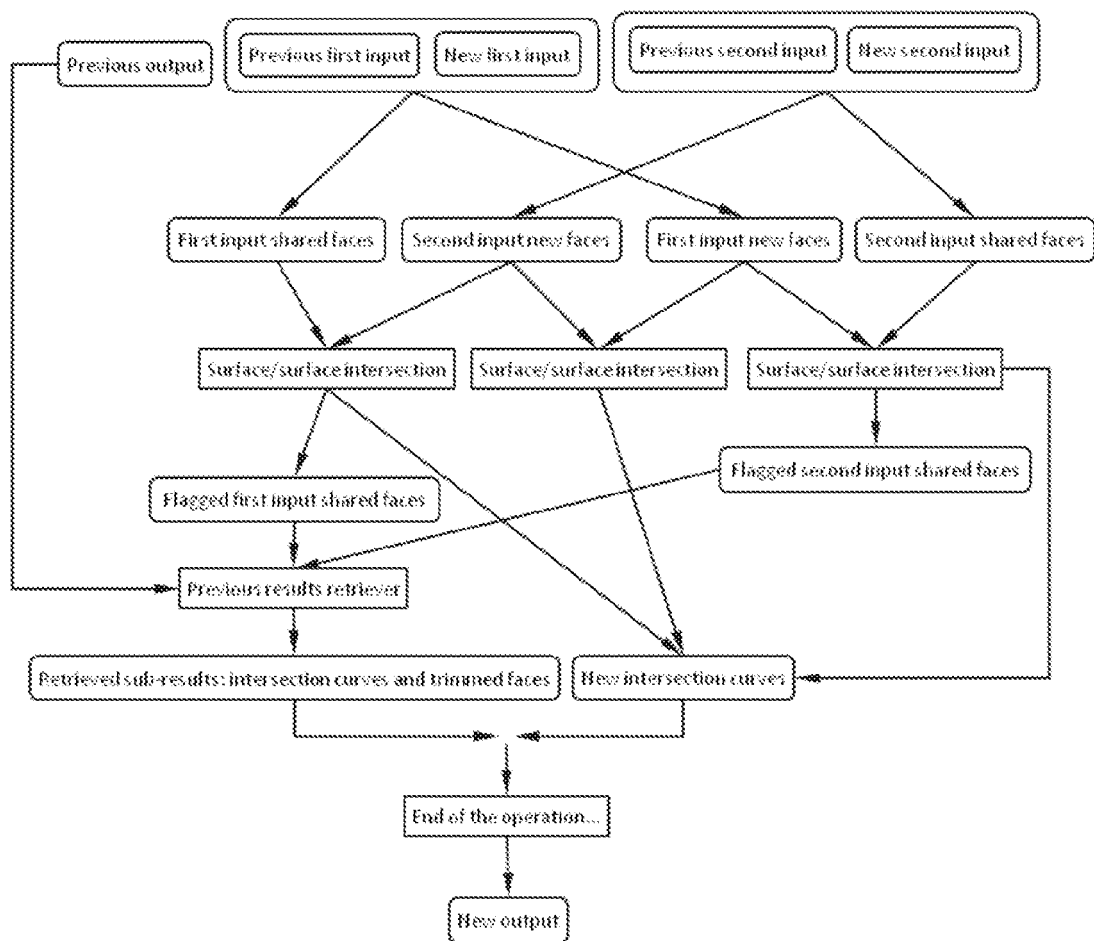 Previous output
Previous first input
New first input
Previous second input
New second input
First input shared faces
Second input new faces
First input new faces
Second input shared faces
Surface/surface intersection
Surface/surface intersection
Surface/surface intersection
Flagged second input shared faces
Flagged first input shared faces
Previous results retriever
Retrieved sub-results: intersection curves and trimmed faces
New intersection curves
End of the operation...
New output